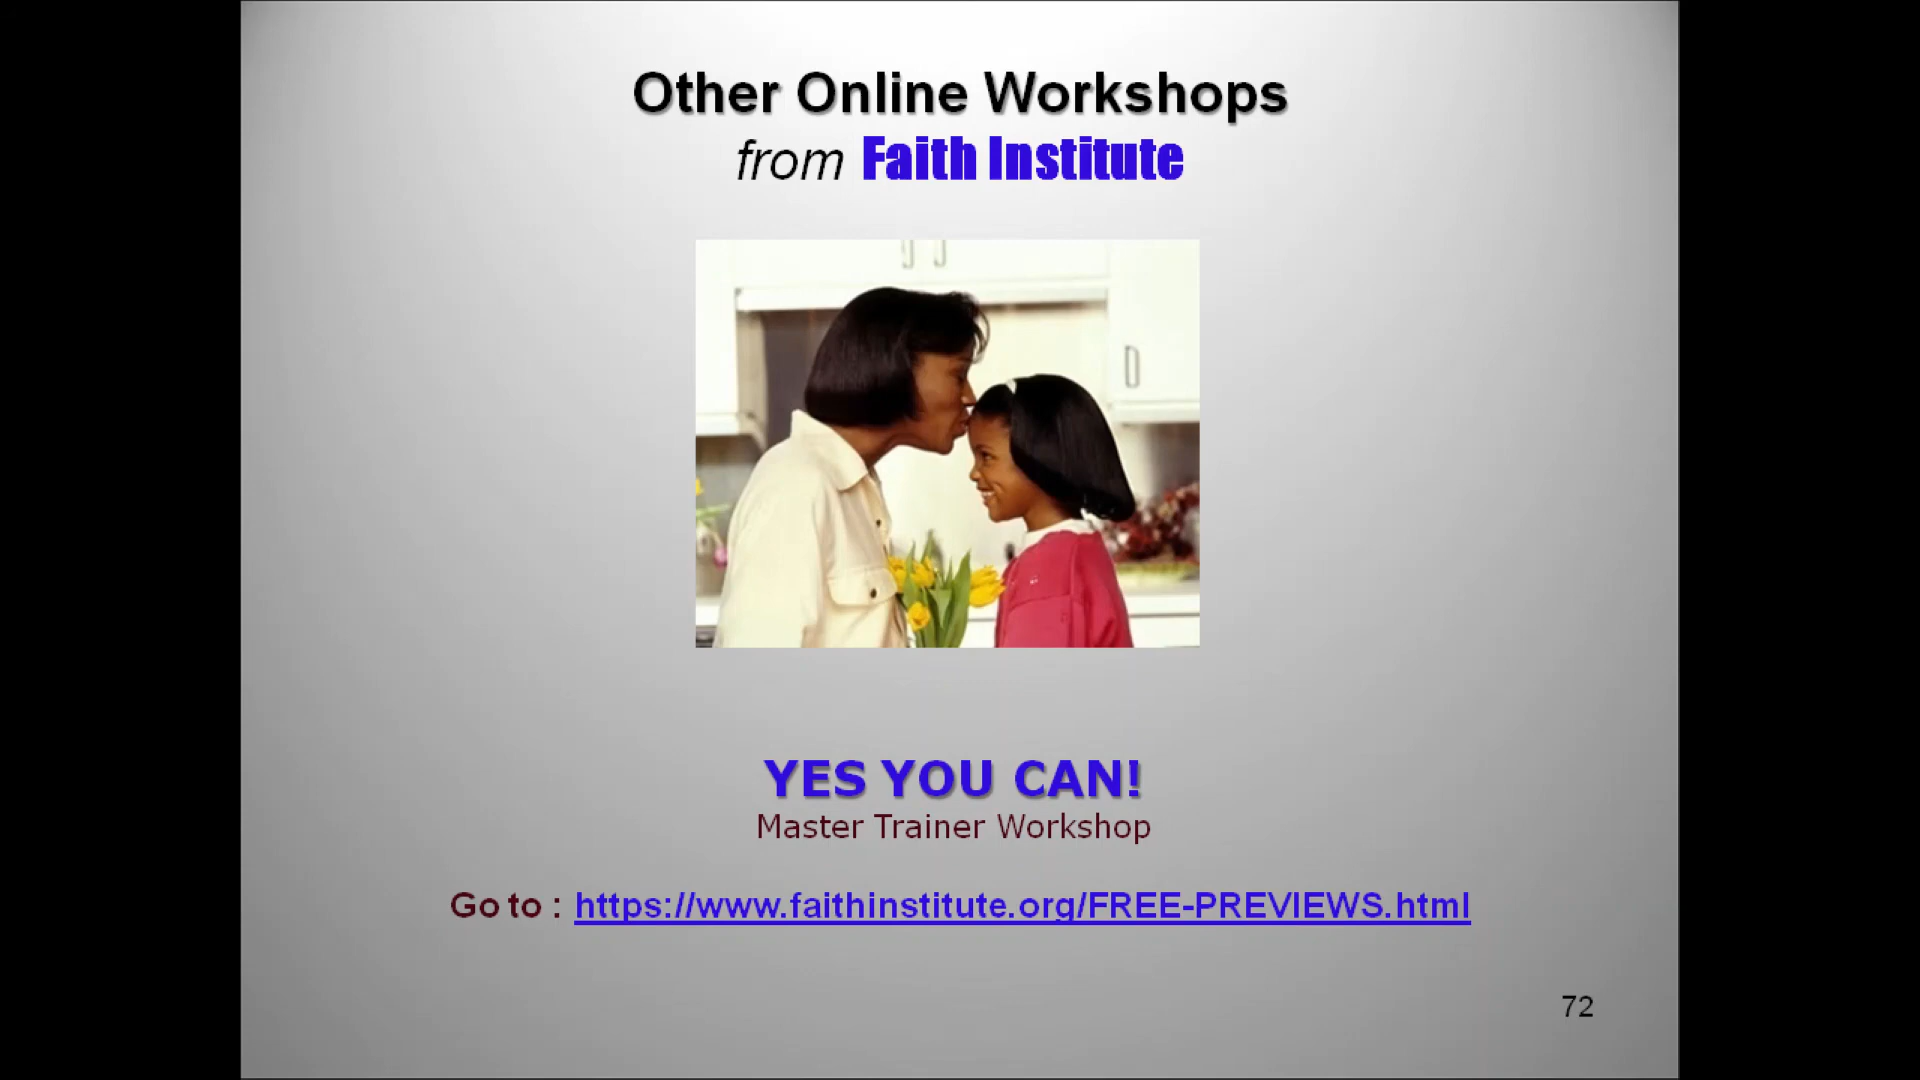 Other Online Workshops
from Faith Institute
YES YOU CAN!
Master Trainer Workshop
Go to : https://www.faithinstitute.org/FREE-PREVIEWS.html
72